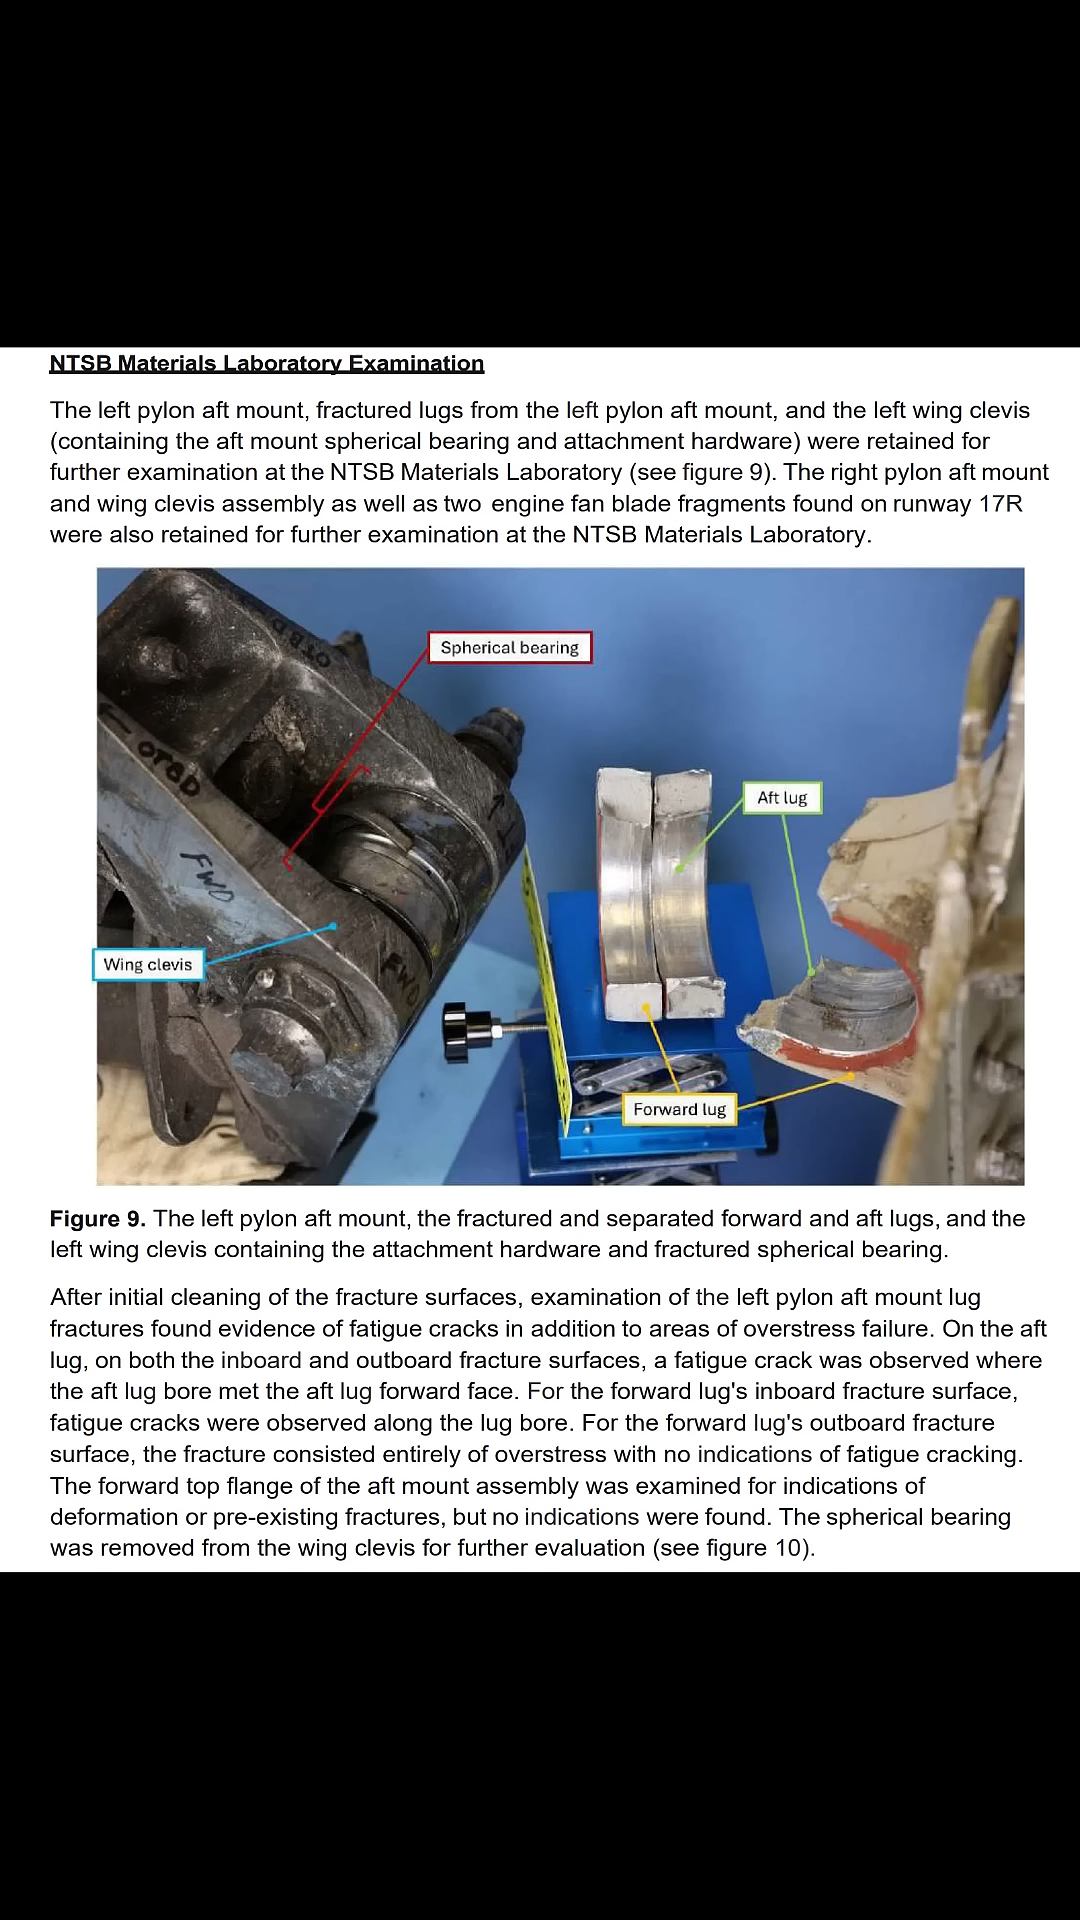 NTSB Materials Laboratory Examination
The left pylon aft mount, fractured lugs from the left pylon aft mount, and the left wing clevis
(containing the aft mount spherical bearing and attachment hardware) were retained for
further examination at the NTSB Materials Laboratory (see figure 9). The right pylon aft mount
and wing clevis assembly as well as two engine fan blade fragments found on runway 17R
were also retained for further examination at the NTSB Materials Laboratory.
OTBD
Spherical bearing
OTBD
Aft lug
FWD
Wing clevis
FWD
Forward lug
Figure 9. The left pylon aft mount, the fractured and separated forward and aft lugs, and the
left wing clevis containing the attachment hardware and fractured spherical bearing.
After initial cleaning of the fracture surfaces, examination of the left pylon aft mount lug
fractures found evidence of fatigue cracks in addition to areas of overstress failure. On the aft
lug, on both the inboard and outboard fracture surfaces, a fatigue crack was observed where
the aft lug bore met the aft lug forward face. For the forward lug's inboard fracture surface,
fatigue cracks were observed along the lug bore. For the forward lug's outboard fracture
surface, the fracture consisted entirely of overstress with no indications of fatigue cracking.
The forward top flange of the aft mount assembly was examined for indications of
deformation or pre-existing fractures, but no indications were found. The spherical bearing
was removed from the wing clevis for further evaluation (see figure 10).